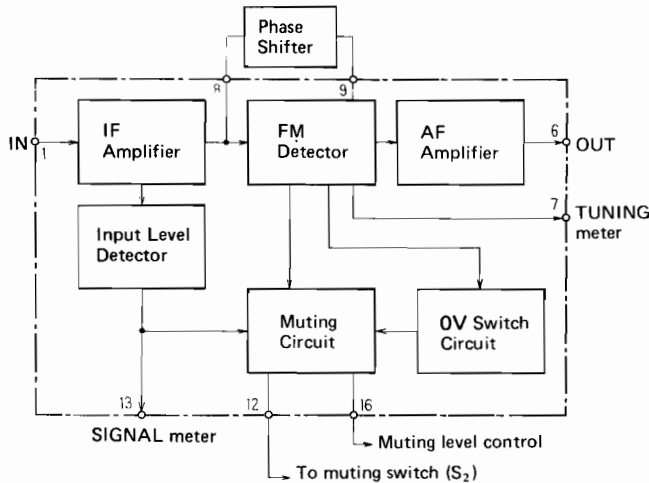 Phase
Shifter
8
9
IN
1
IF
Amplifier
FM
Detector
AF
Amplifier
6
OUT
7
TUNING
meter
Input Level
Detector
Muting
Circuit
0V Switch
Circuit
13
12
16
SIGNAL meter
Muting level control
To muting switch (S₂)